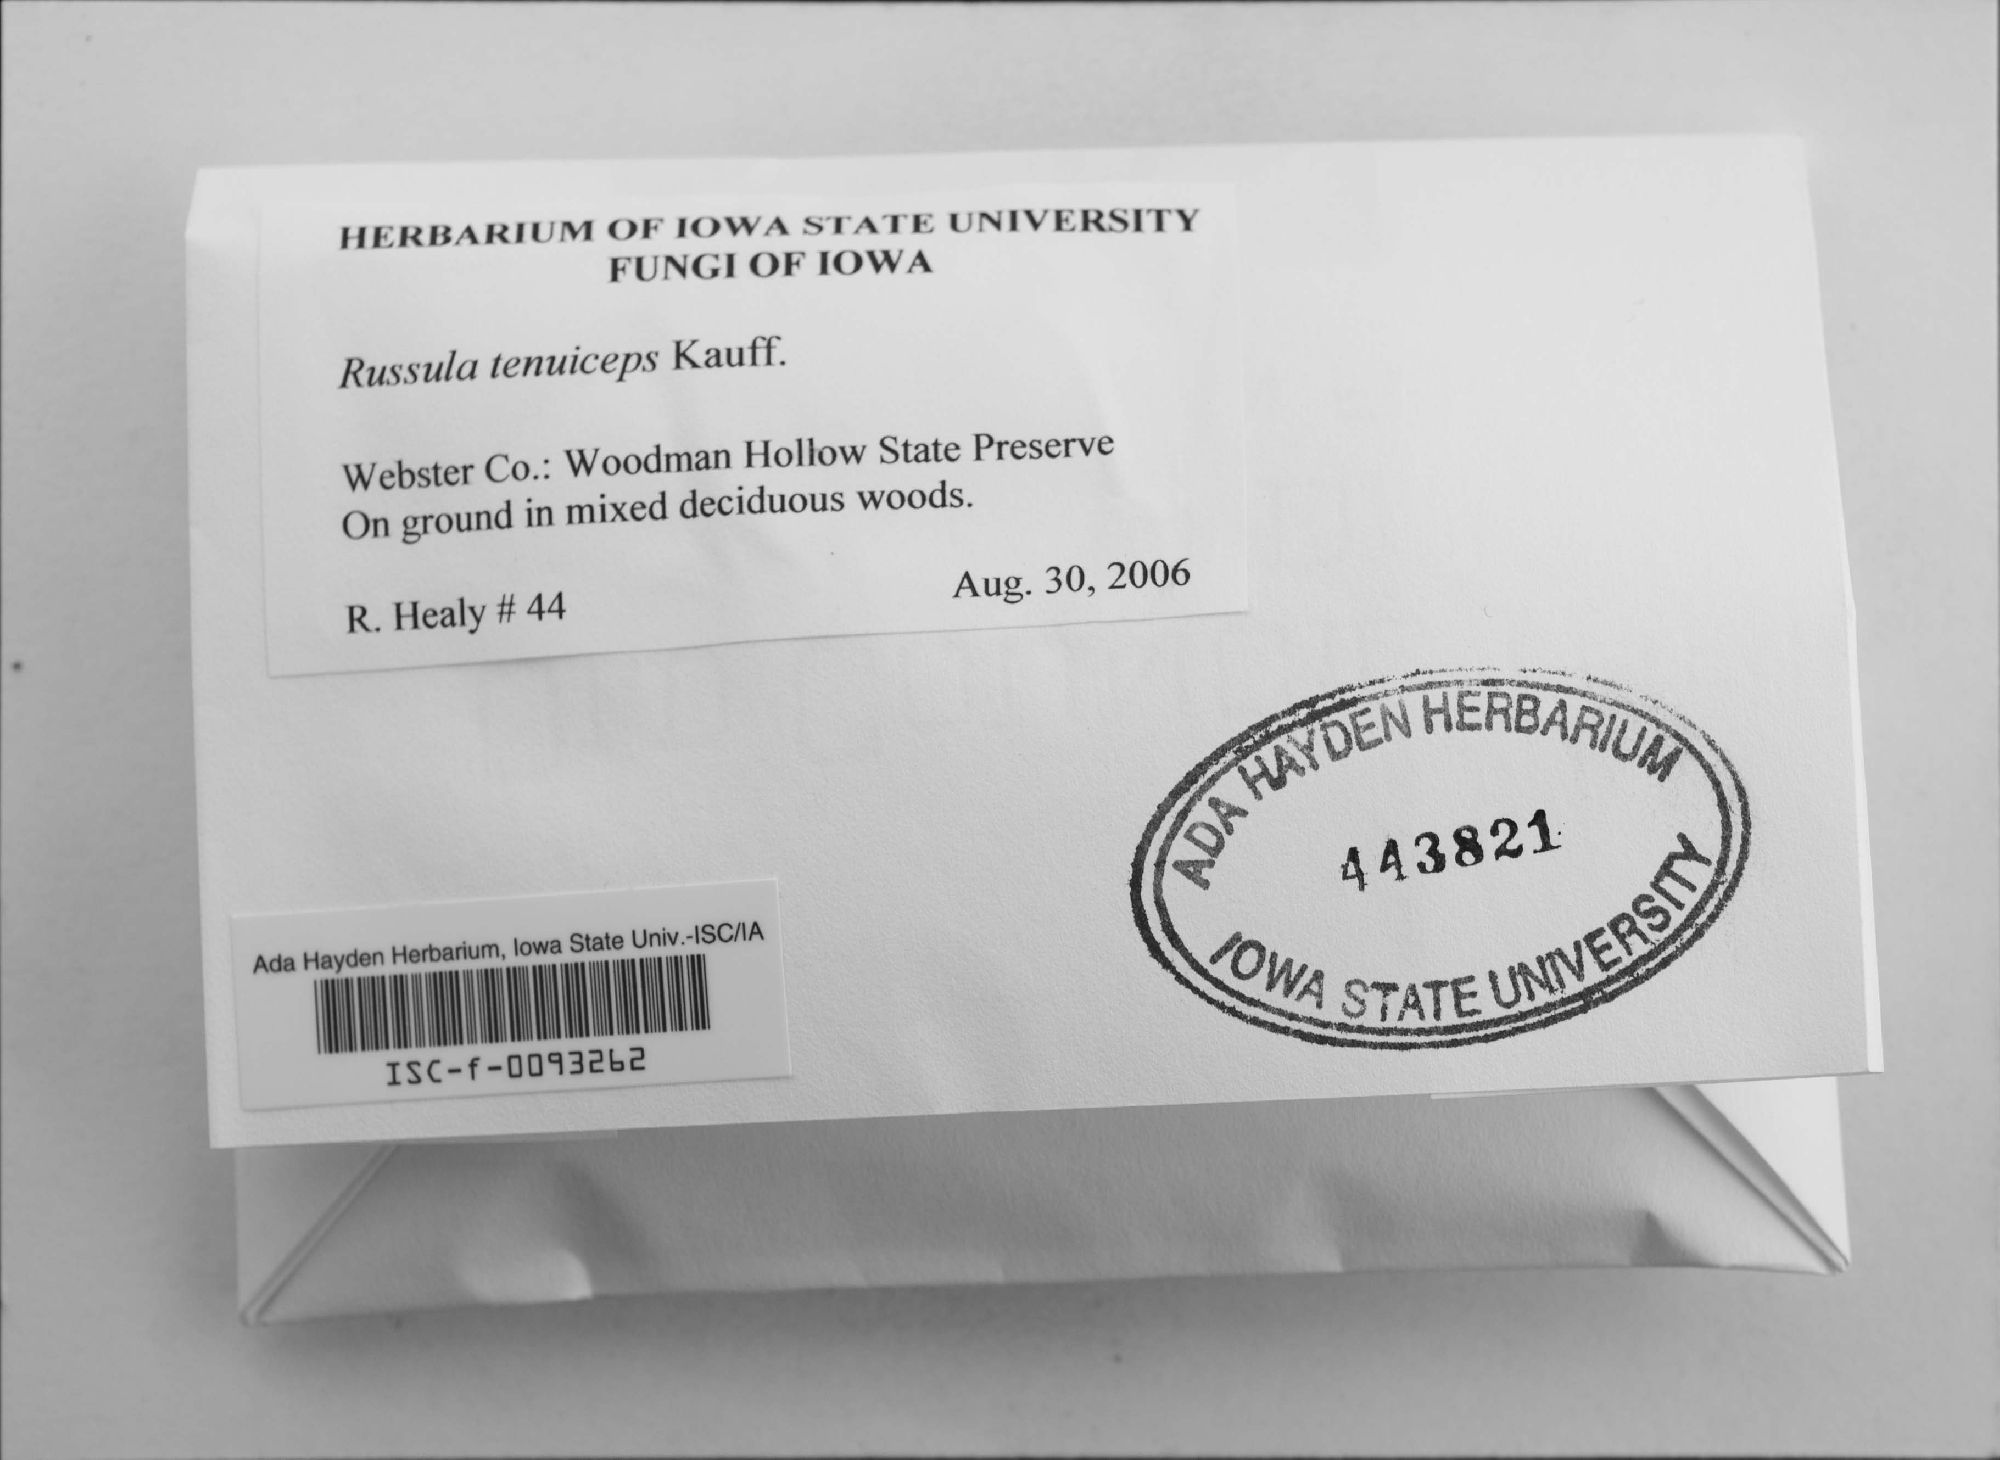 HERBARIUM OF IOWA STATE UNIVERSITY
FUNGI OF IOWA
Russula tenuiceps Kauff.
Webster Co.: Woodman Hollow State Preserve
On ground in mixed deciduous woods.
R. Healy # 44 Aug. 30, 2006
ADA HAYDEN HERBARIUM
443821
IOWA STATE UNIVERSITY
Ada Hayden Herbarium, Iowa State Univ.-ISC/IA
ISC-f-0093262